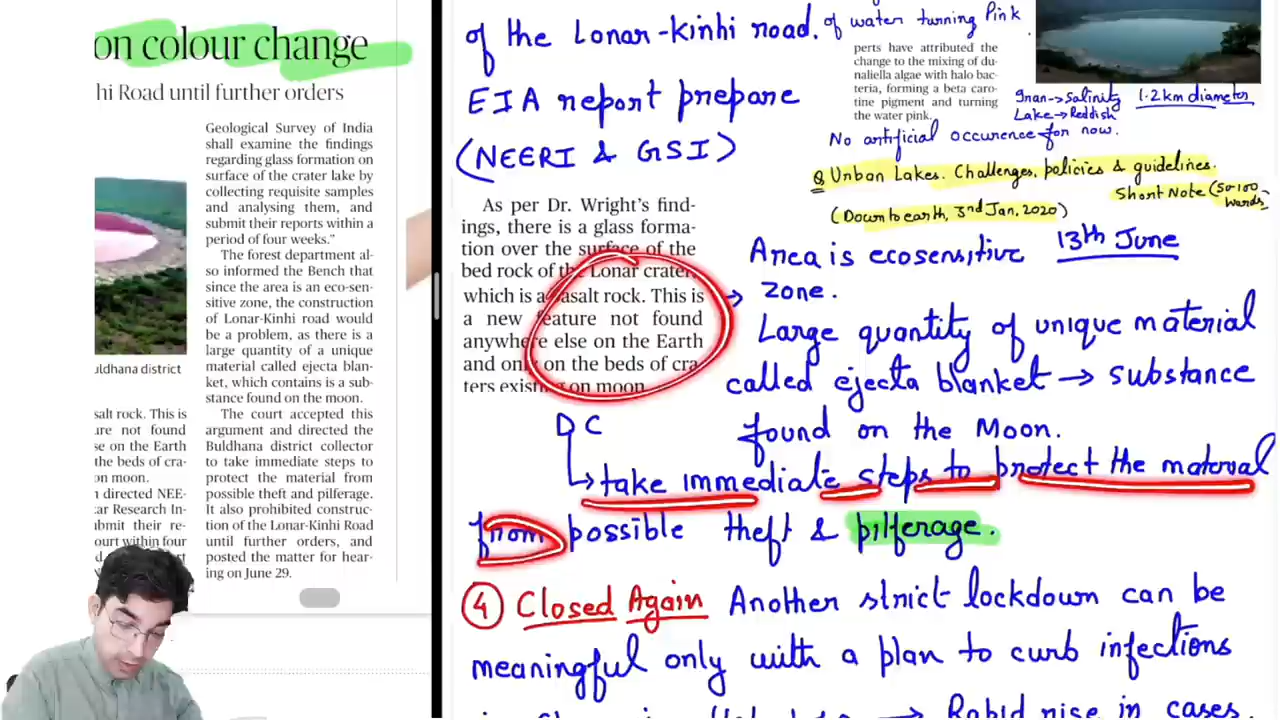 on colour change
hi Road until further orders
Geological Survey of India
shall examine the findings
regarding glass formation on
surface of the crater lake by
collecting requisite samples
and analysing them, and
submit their reports within a
period of four weeks."
The forest department al-
so informed the Bench that
since the area is an eco-sen-
sitive zone, the construction
of Lonar-Kinhi road would
be a problem, as there is a
large quantity of a unique
material called ejecta blan-
ket, which contains is a sub-
stance found on the moon.
The court accepted this
argument and directed the
Buldhana district collector
to take immediate steps to
protect the material from
possible theft and pilferage.
It also prohibited construc-
tion of the Lonar-Kinhi Road
until further orders, and
posted the matter for hear-
ing on June 29.
uldhana district
salt rock. This is
ure not found
se on the Earth
the beds of cra-
on moon.
n directed NEE-
ar Research In-
ubmit their re-
ourt within four
of the Lonar-kinhi road.
EIA report prepare
(NEERI & GSI)
As per Dr. Wright's find-
ings, there is a glass forma-
tion over the surface of the
bed rock of the Lonar crater,
which is a basalt rock. This is
a new feature not found
anywhere else on the Earth
and only on the beds of cra-
ters existing on moon.
of water turning Pink.
perts have attributed the
change to the mixing of du-
naliella algae with halo bac-
teria, forming a beta caro-
tine pigment and turning
the water pink.
Iran -> Salinity
Lake -> Reddish
1.2km diameter
No artificial occurence for now.
Q Urban Lakes. Challenges, policies & guidelines.
Short Note (50-100 words)
(Down to earth, 3rd Jan, 2020)
Area is ecosensitive 13th June
→ zone.
Large quantity of unique material
called ejecta blanket → substance
found on the Moon.
DC
↳ take immediate steps to protect the material
from possible theft & pilferage.
④ Closed Again Another strict lockdown can be
meaningful only with a plan to curb infections
→ Rapid rise in cases.